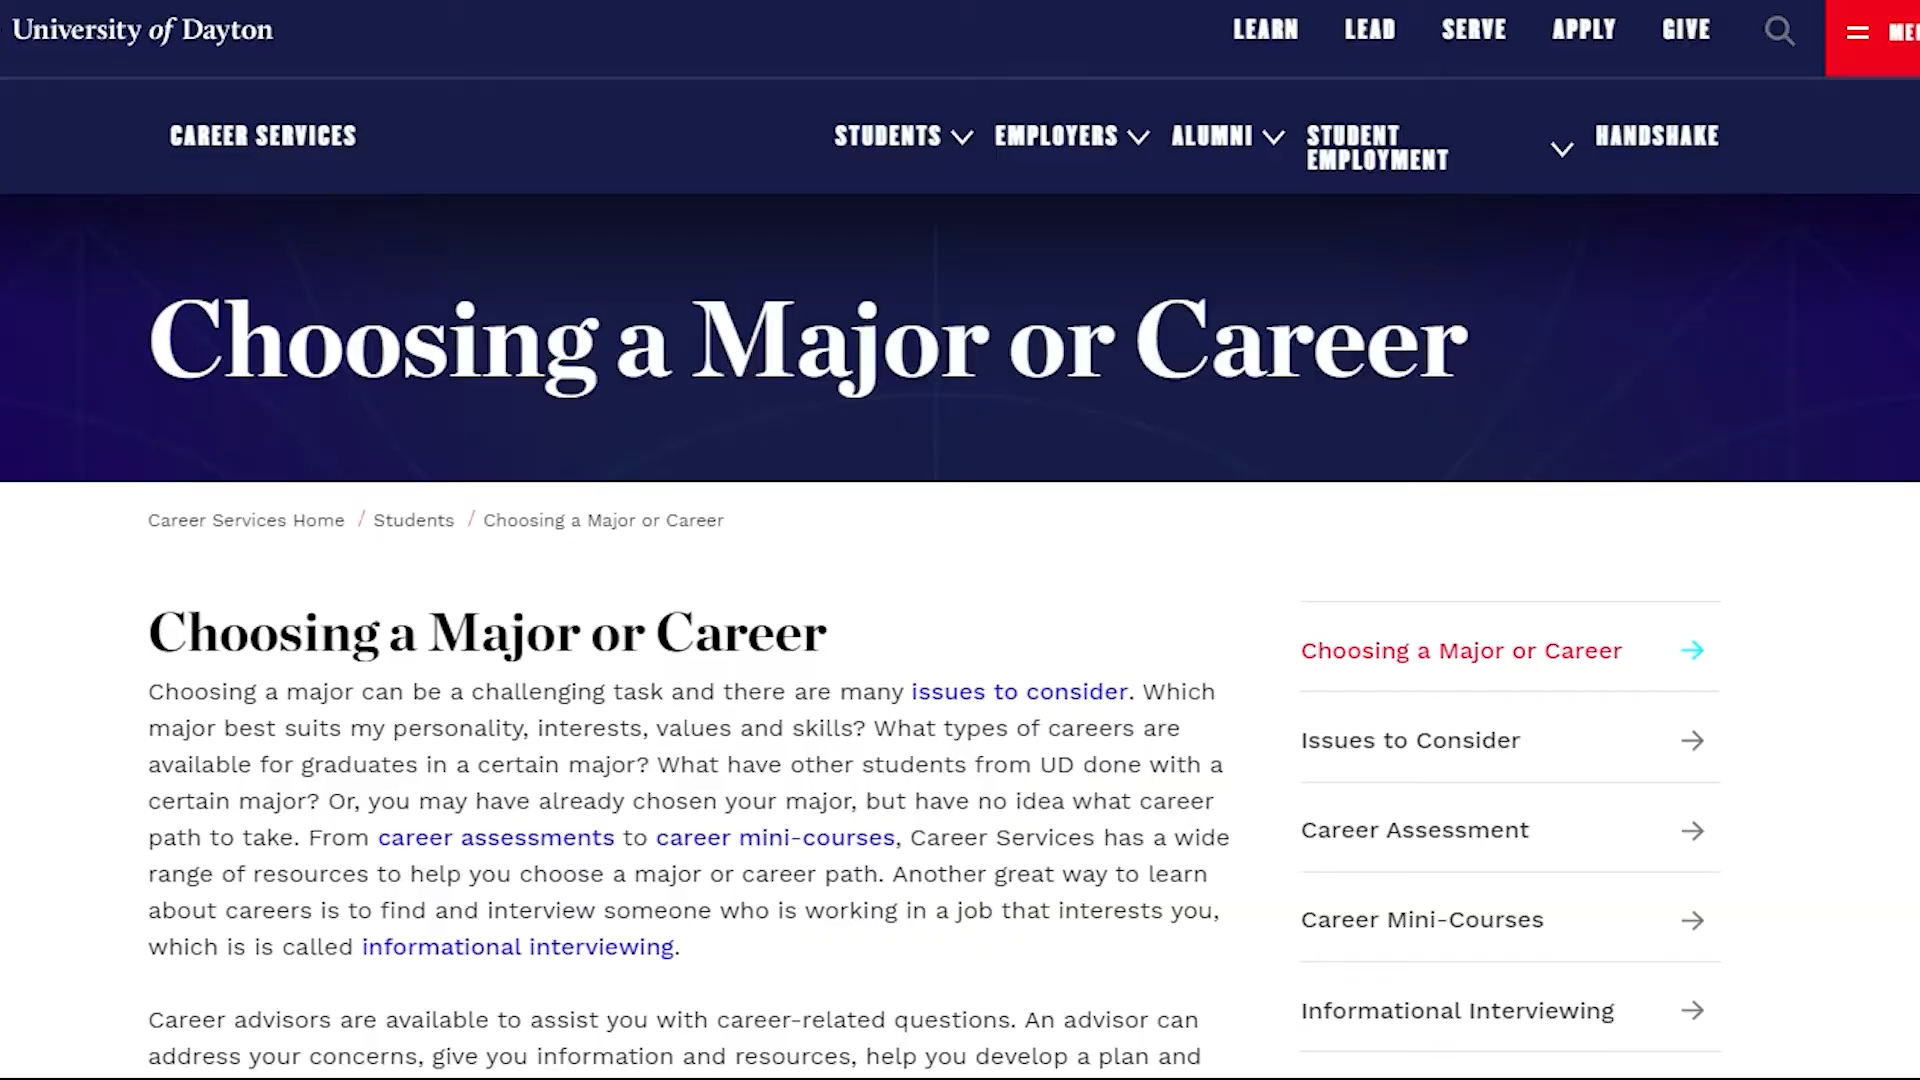 University of Dayton
LEARN LEAD SERVE APPLY GIVE
CAREER SERVICES
STUDENTS EMPLOYERS ALUMNI STUDENT EMPLOYMENT HANDSHAKE
Choosing a Major or Career
Career Services Home / Students / Choosing a Major or Career
Choosing a Major or Career
Choosing a major can be a challenging task and there are many issues to consider. Which
major best suits my personality, interests, values and skills? What types of careers are
available for graduates in a certain major? What have other students from UD done with a
certain major? Or, you may have already chosen your major, but have no idea what career
path to take. From career assessments to career mini-courses, Career Services has a wide
range of resources to help you choose a major or career path. Another great way to learn
about careers is to find and interview someone who is working in a job that interests you,
which is is called informational interviewing.
Career advisors are available to assist you with career-related questions. An advisor can
address your concerns, give you information and resources, help you develop a plan and
Choosing a Major or Career
Issues to Consider
Career Assessment
Career Mini-Courses
Informational Interviewing